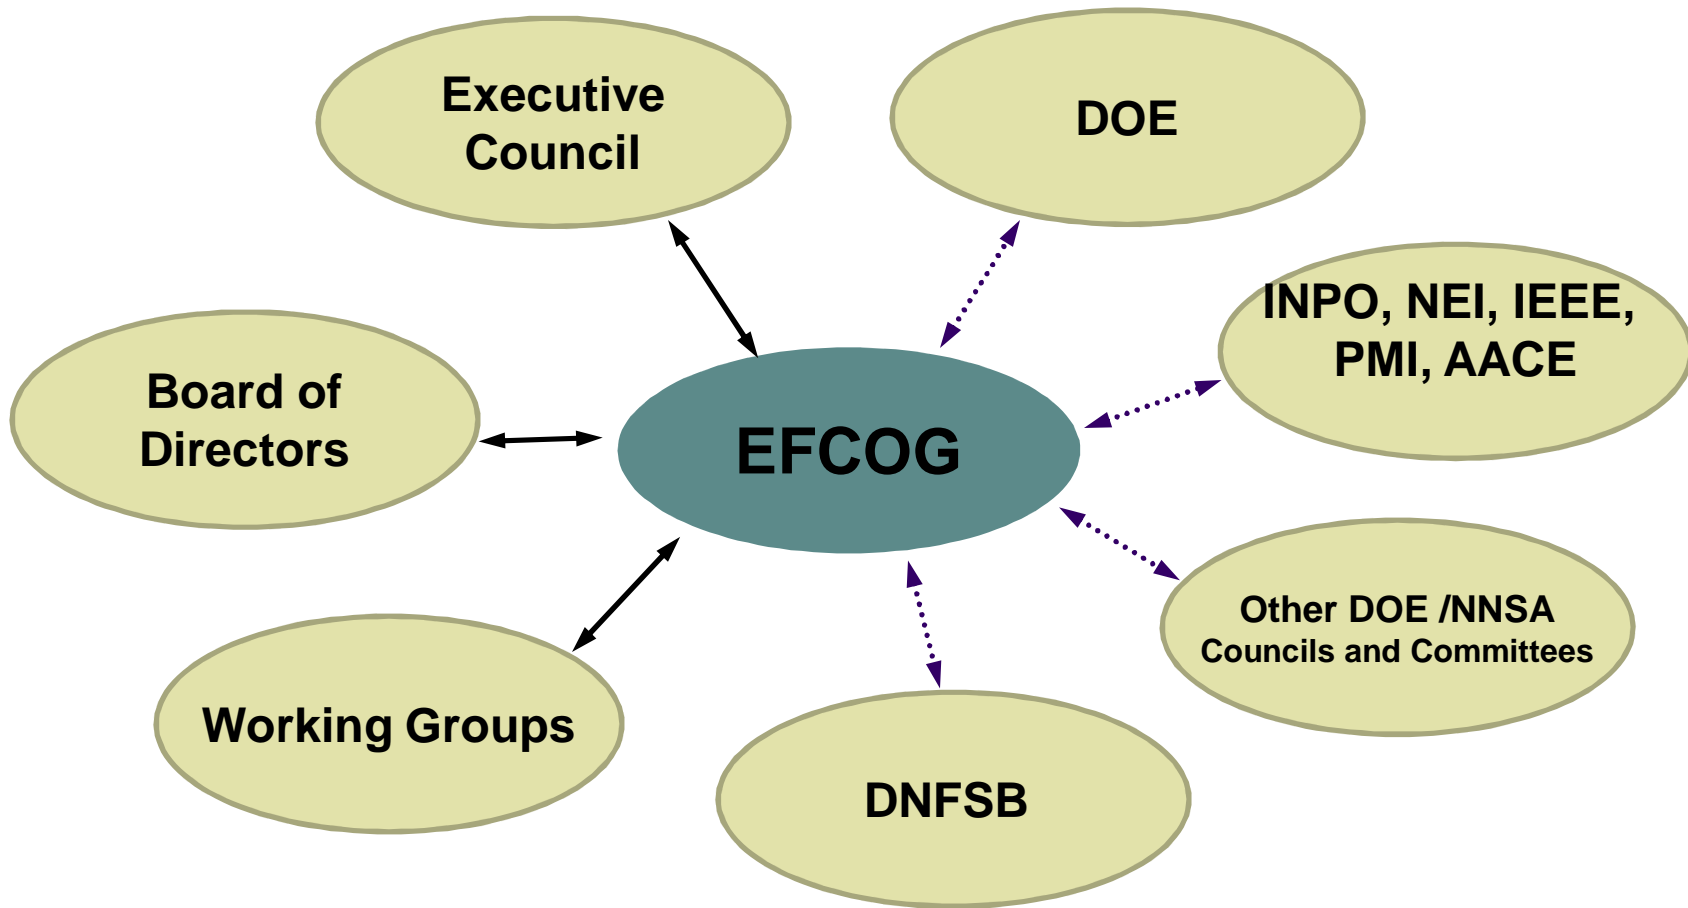 Executive
Council
DOE
INPO, NEI, IEEE,
PMI, AACE
Board of
Directors
EFCOG
Other DOE /NNSA
Councils and Committees
Working Groups
DNFSB